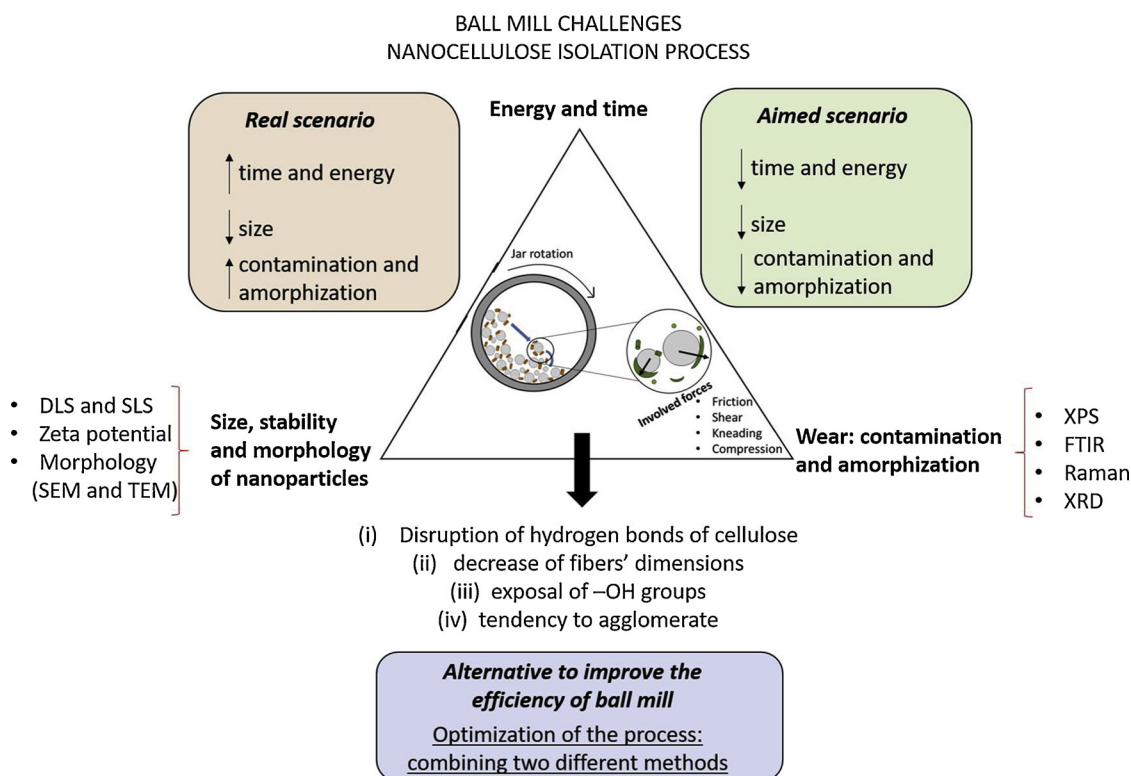 BALL MILL CHALLENGES
NANOCELLULOSE ISOLATION PROCESS
Real scenario
↑ time and energy
↓ size
↑ contamination and
amorphization
Energy and time
Aimed scenario
↓ time and energy
↓ size
↓ contamination and
amorphization
Jar rotation
Involved forces
• Friction
• Shear
• Kneading
• Compression
• DLS and SLS
• Zeta potential
• Morphology
(SEM and TEM)
Size, stability
and morphology
of nanoparticles
Wear: contamination
and amorphization
• XPS
• FTIR
• Raman
• XRD
(i) Disruption of hydrogen bonds of cellulose
(ii) decrease of fibers’ dimensions
(iii) exposal of –OH groups
(iv) tendency to agglomerate
Alternative to improve the
efficiency of ball mill
Optimization of the process:
combining two different methods